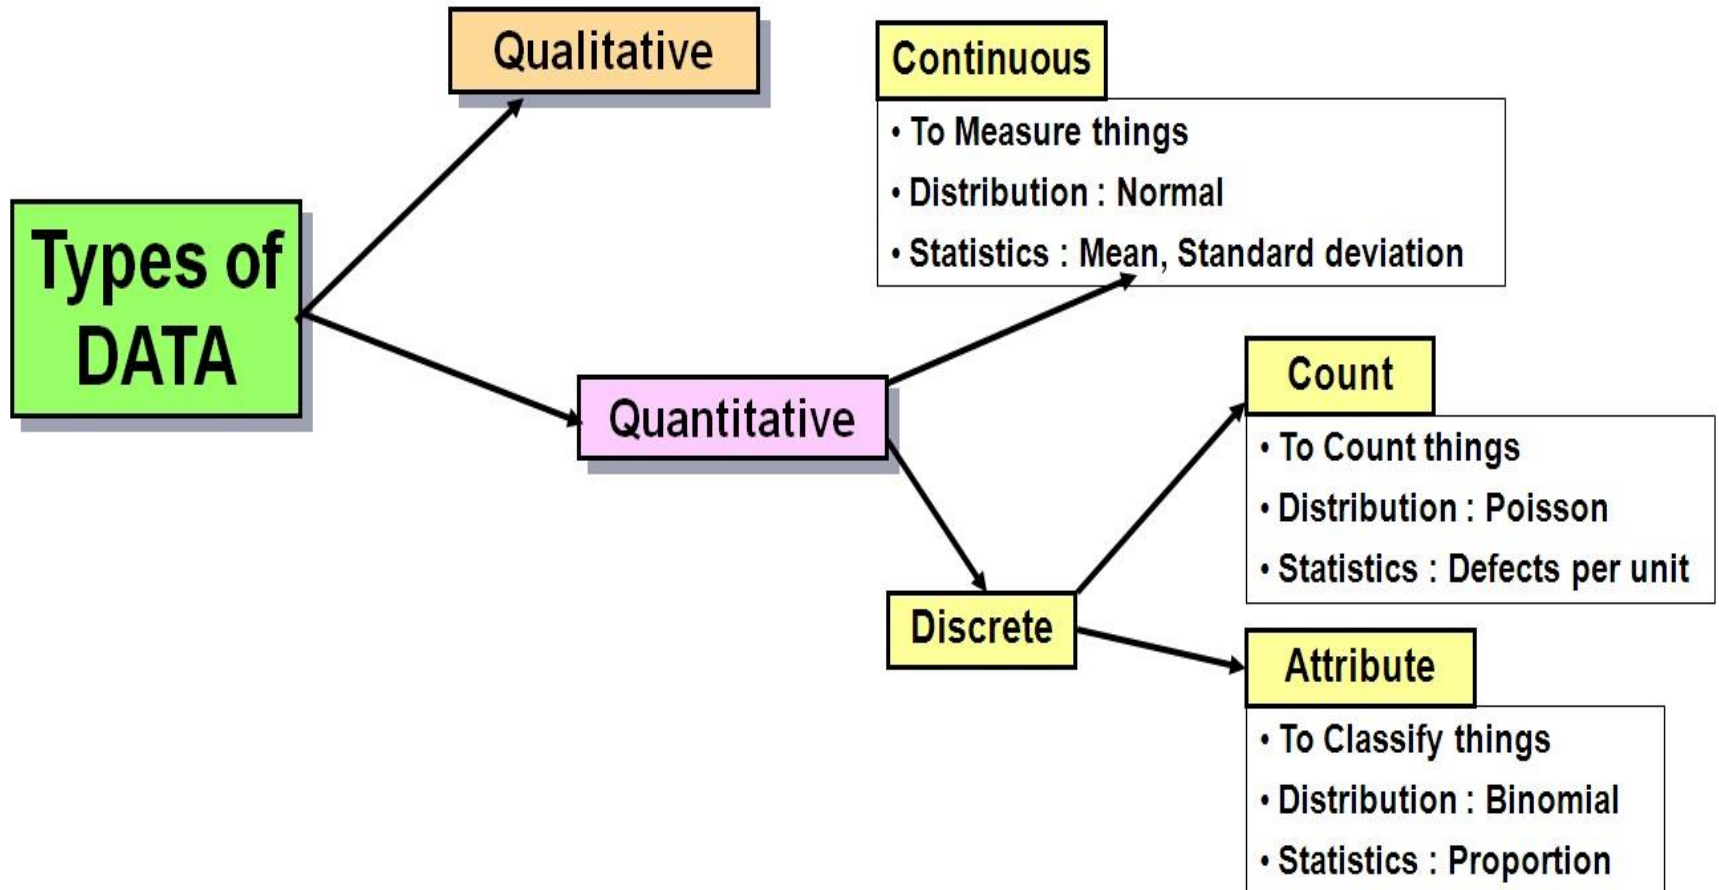 Qualitative
Continuous
• To Measure things
• Distribution : Normal
• Statistics : Mean, Standard deviation
Types of
DATA
Quantitative
Count
• To Count things
• Distribution : Poisson
• Statistics : Defects per unit
Discrete
Attribute
• To Classify things
• Distribution : Binomial
• Statistics : Proportion